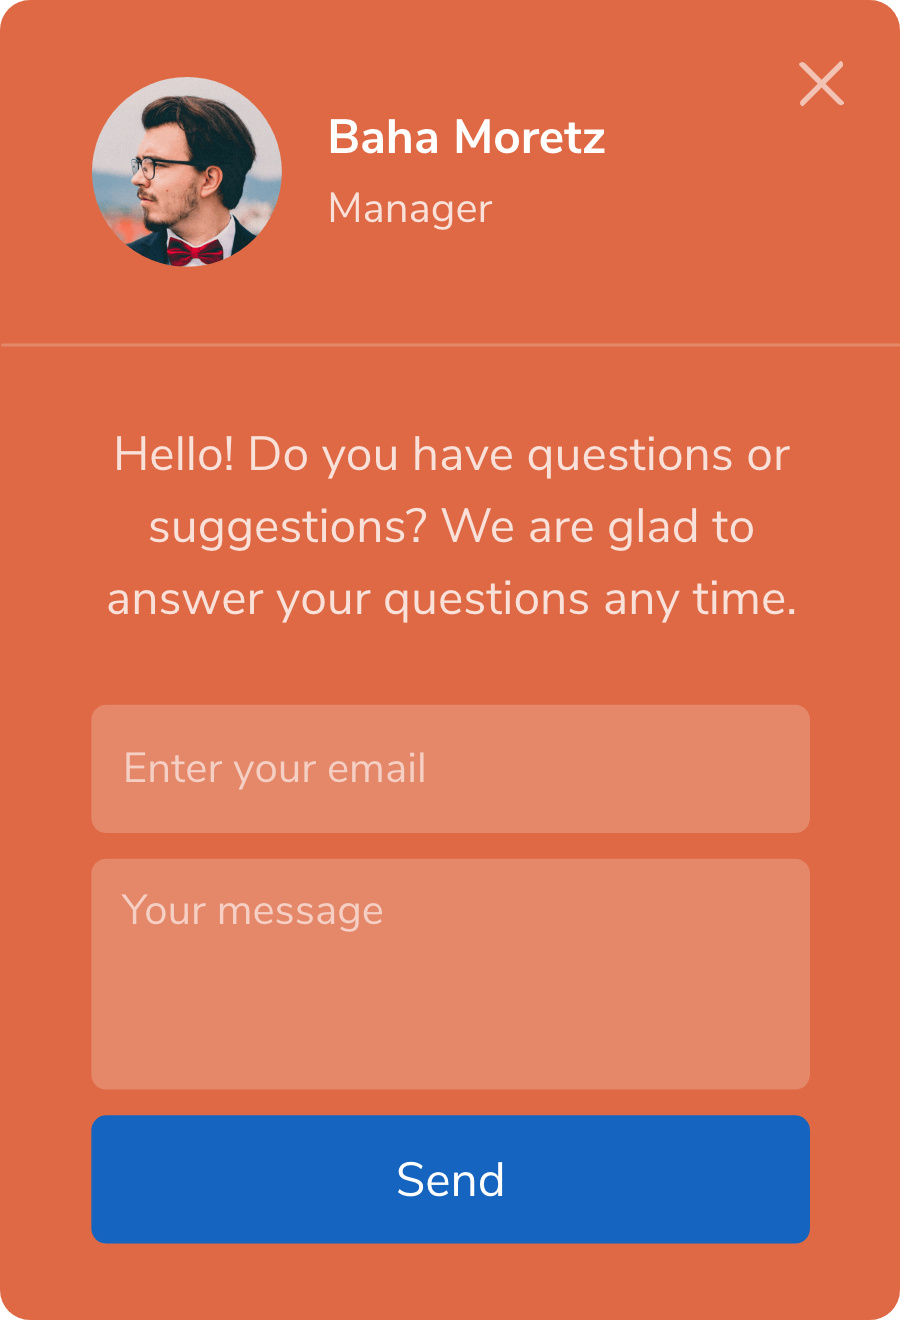 Baha Moretz
Manager
Hello! Do you have questions or
suggestions? We are glad to
answer your questions any time.
Enter your email
Your message
Send